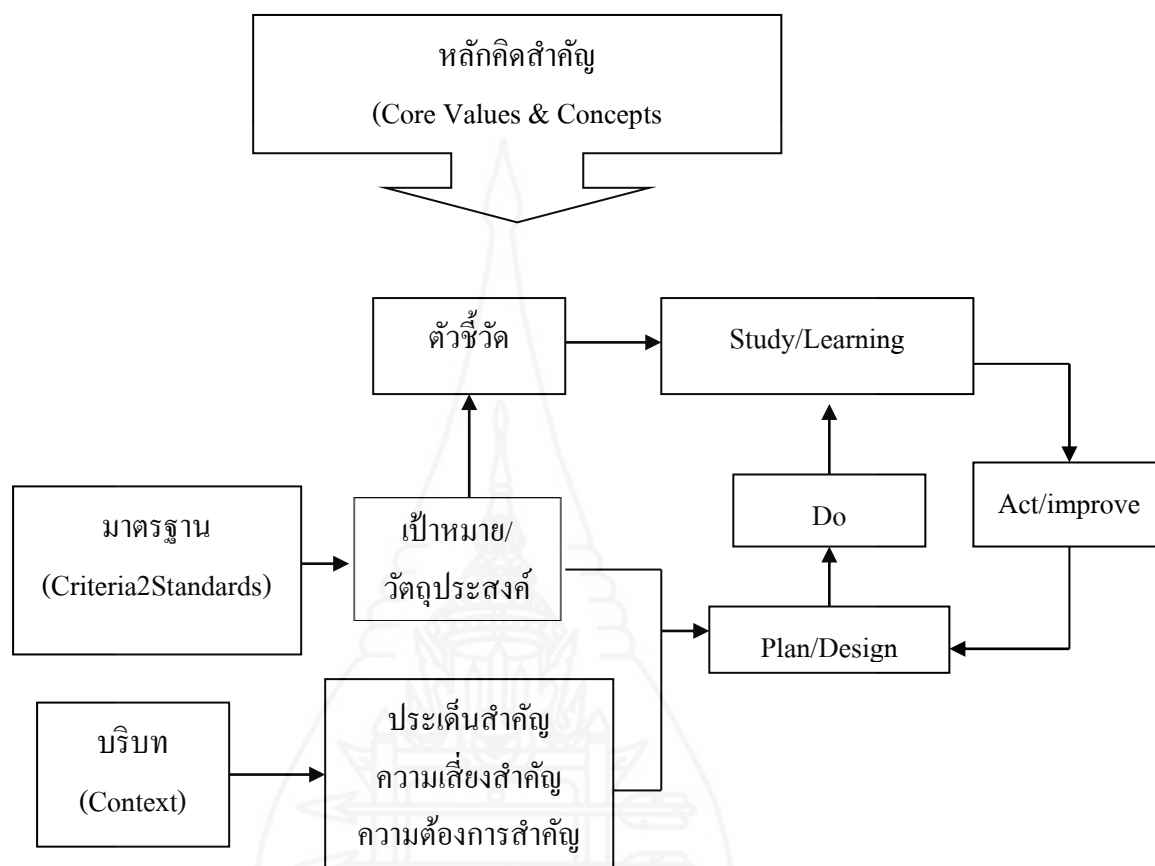 หลักคิดสำคัญ
(Core Values & Concepts
ตัวชี้วัด
Study/Learning
มาตรฐาน
(Criteria2Standards)
เป้าหมาย/
วัตถุประสงค์
Do
Act/improve
Plan/Design
บริบท
(Context)
ประเด็นสำคัญ
ความเสี่ยงสำคัญ
ความต้องการสำคัญ